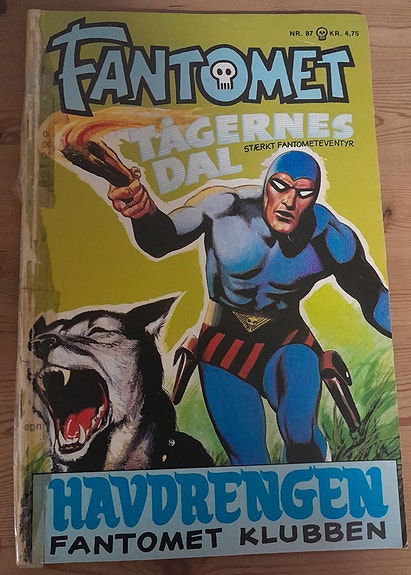 NR. 87 KR. 4,75
FANTOMET
TÅGERNES
DAL
STÆRKT FANTOMETEVENTYR
HAVDRENGEN
FANTOMET KLUBBEN